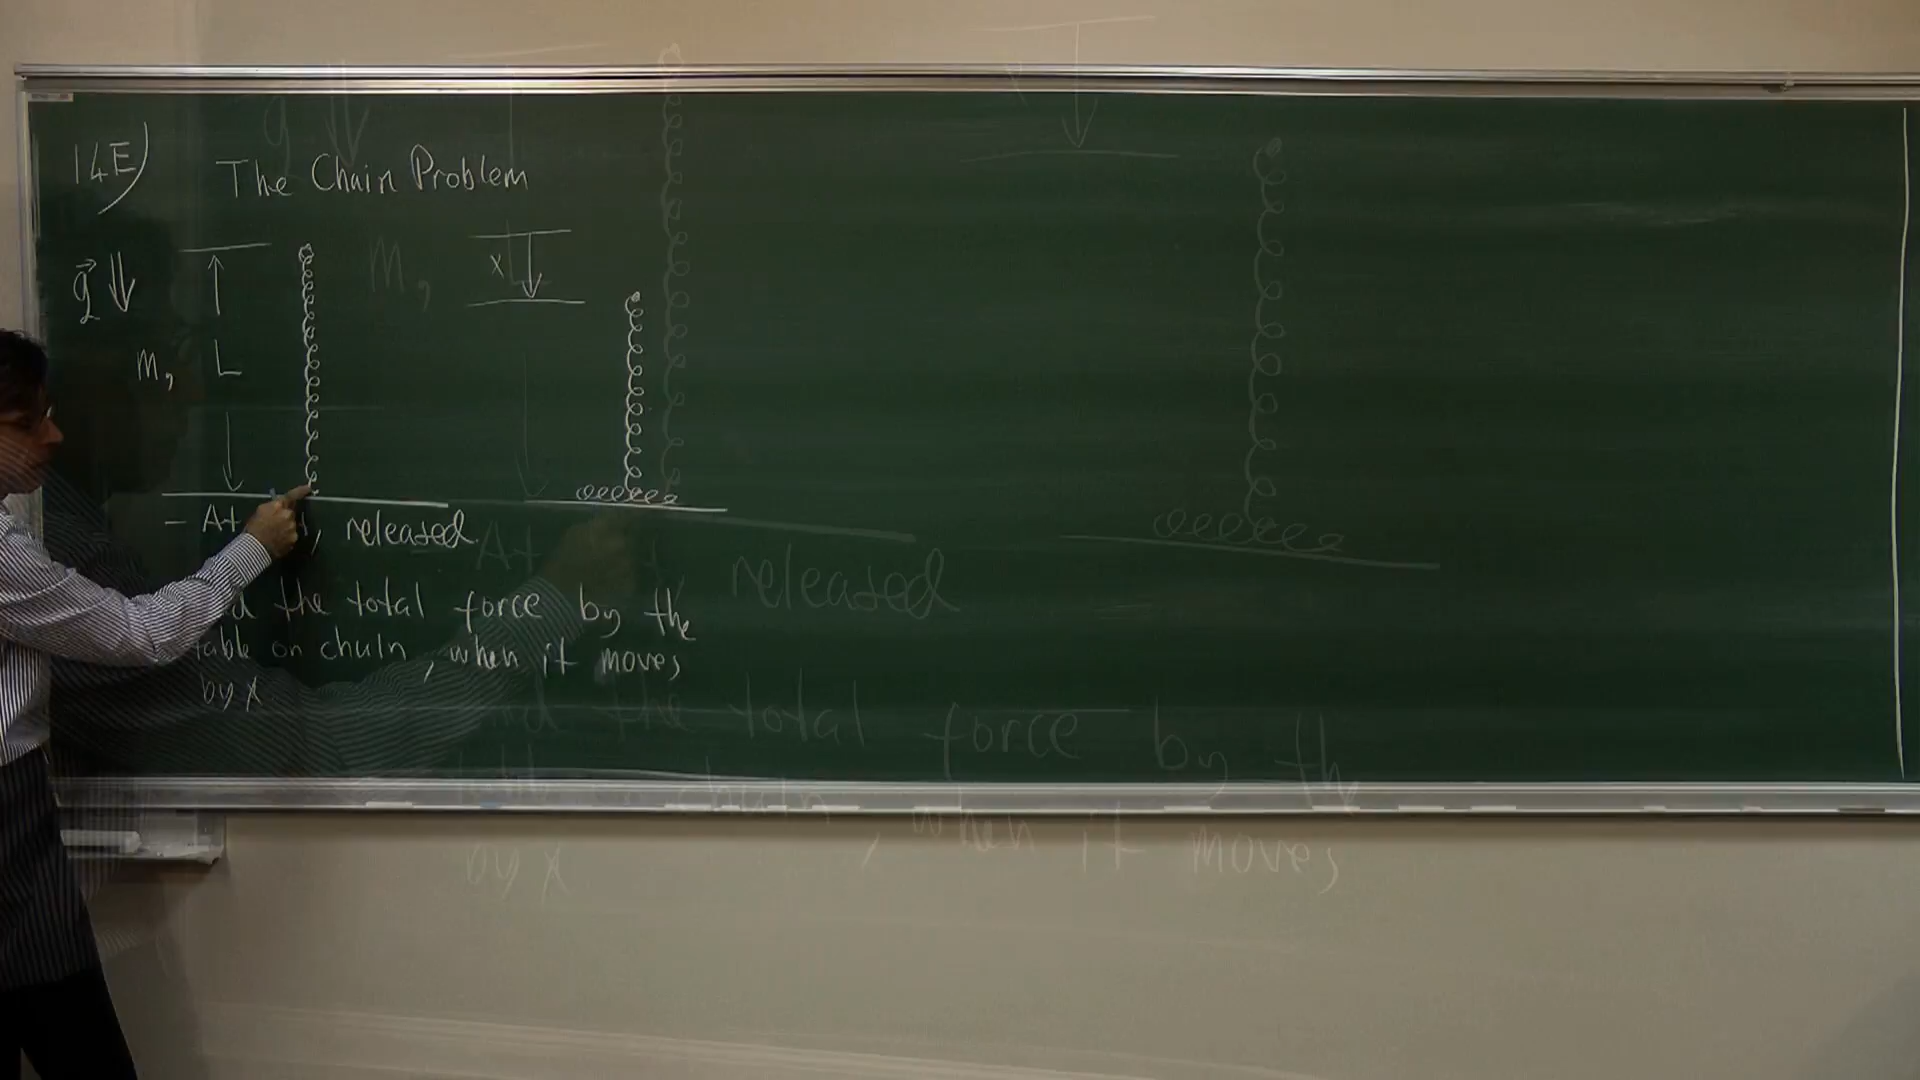 14E)
The Chain Problem
g
x
m, L
- At, released.
the total force by the
table on chain, when it moves
by x.